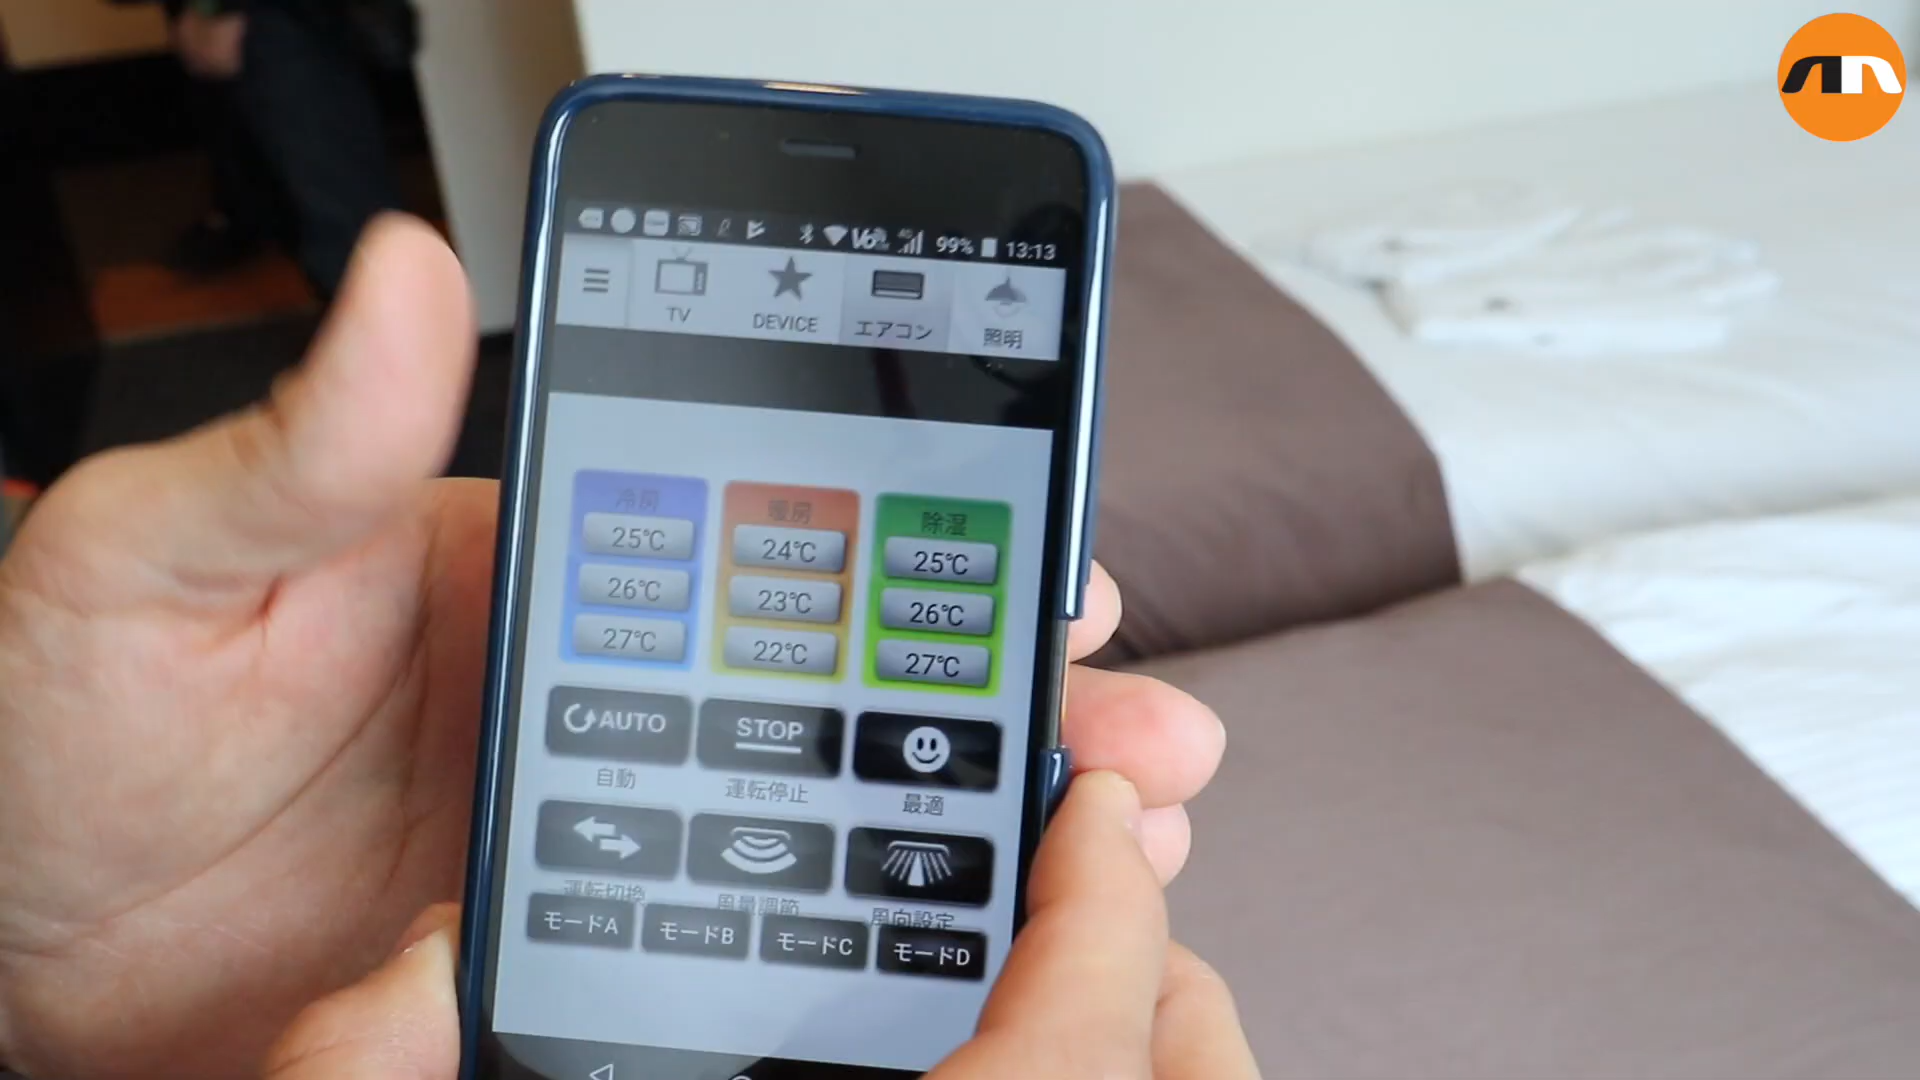 99% 13:13
TV DEVICE エアコン 照明
冷房 暖房 除湿
25℃ 24℃ 25℃
26℃ 23℃ 26℃
27℃ 22℃ 27℃
AUTO STOP
自動 運転停止 最適
運転切換 風量調節 風向設定
モードA モードB モードC モードD